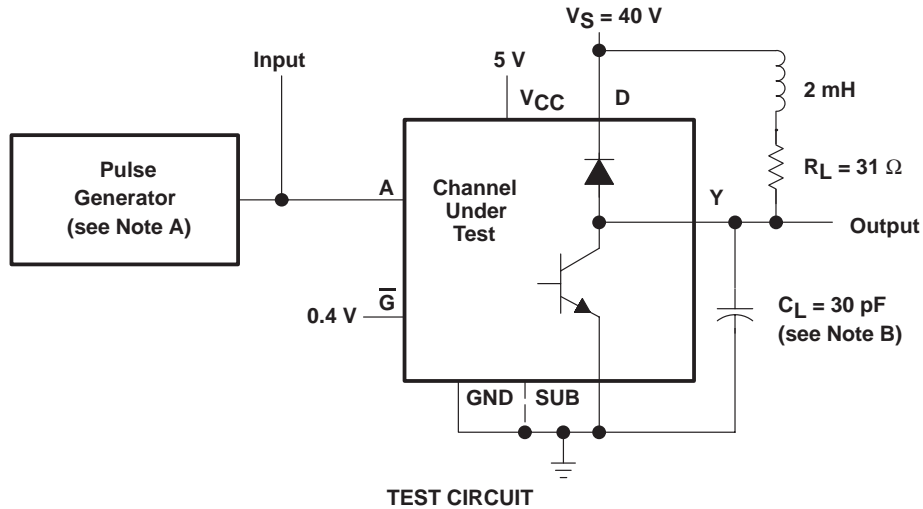 VS = 40 V
Input
5 V
VCC
D
2 mH
Pulse
Generator
(see Note A)
A
Channel
Under
Test
RL = 31 Ω
Y
Output
G
0.4 V
CL = 30 pF
(see Note B)
GND
SUB
TEST CIRCUIT